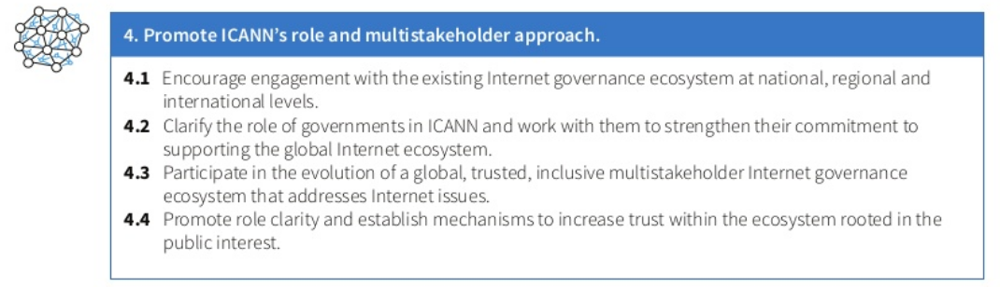 4. Promote ICANN's role and multistakeholder approach.
4.1 Encourage engagement with the existing Internet governance ecosystem at national, regional and
international levels.
4.2 Clarify the role of governments in ICANN and work with them to strengthen their commitment to
supporting the global Internet ecosystem.
4.3 Participate in the evolution of a global, trusted, inclusive multistakeholder Internet governance
ecosystem that addresses Internet issues.
4.4 Promote role clarity and establish mechanisms to increase trust within the ecosystem rooted in the
public interest.